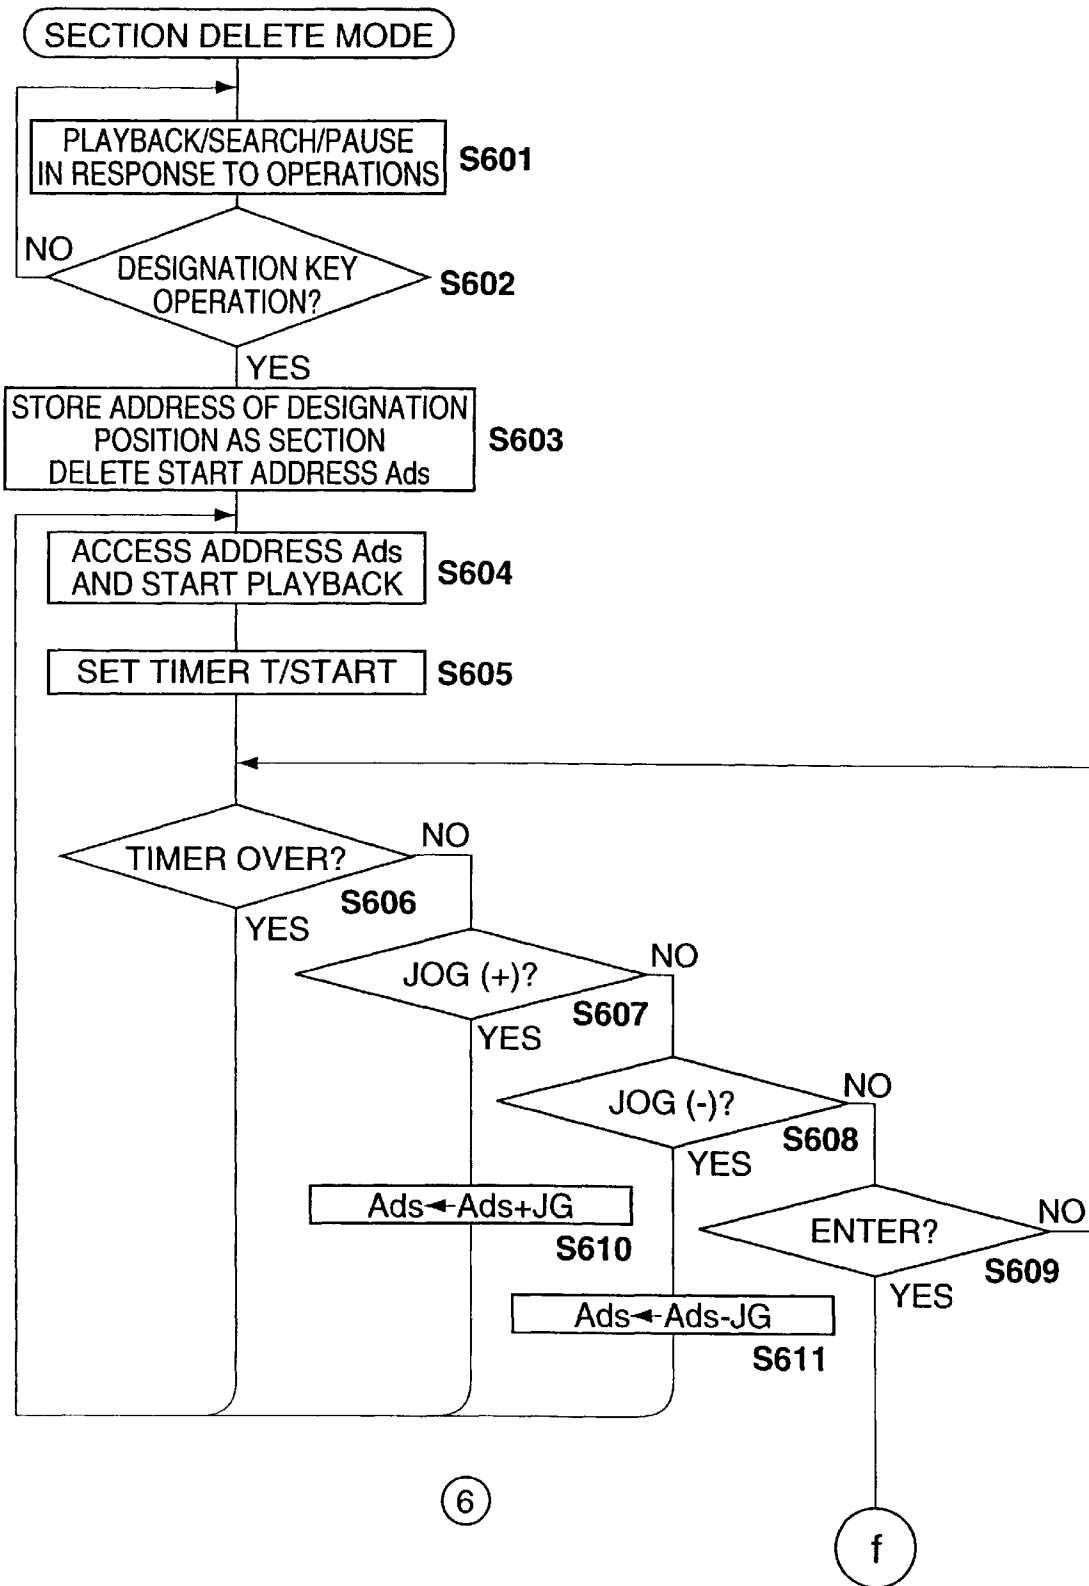 SECTION DELETE MODE
PLAYBACK/SEARCH/PAUSE
IN RESPONSE TO OPERATIONS
S601
NO
DESIGNATION KEY
OPERATION?
S602
YES
STORE ADDRESS OF DESIGNATION
POSITION AS SECTION
DELETE START ADDRESS Ads
S603
ACCESS ADDRESS Ads
AND START PLAYBACK
S604
SET TIMER T/START
S605
TIMER OVER?
NO
S606
YES
JOG (+)?
NO
S607
YES
JOG (-)?
NO
S608
YES
Ads←Ads+JG
S610
ENTER?
NO
S609
YES
Ads←Ads-JG
S611
6
f